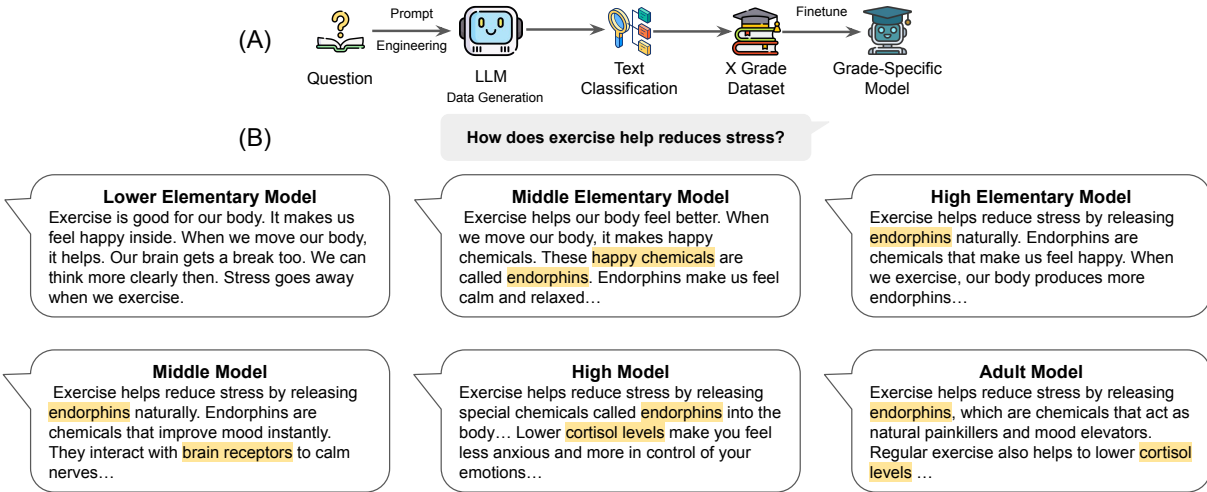 (A)
Prompt
Engineering
Finetune
Question
LLM
Data Generation
Text
Classification
X Grade
Dataset
Grade-Specific
Model
(B)
How does exercise help reduces stress?
Lower Elementary Model
Exercise is good for our body. It makes us
feel happy inside. When we move our body,
it helps. Our brain gets a break too. We can
think more clearly then. Stress goes away
when we exercise.
Middle Elementary Model
Exercise helps our body feel better. When
we move our body, it makes happy
chemicals. These happy chemicals are
called endorphins. Endorphins make us feel
calm and relaxed…
High Elementary Model
Exercise helps reduce stress by releasing
endorphins naturally. Endorphins are
chemicals that make us feel happy. When
we exercise, our body produces more
endorphins…
Middle Model
Exercise helps reduce stress by releasing
endorphins naturally. Endorphins are
chemicals that improve mood instantly.
They interact with brain receptors to calm
nerves…
High Model
Exercise helps reduce stress by releasing
special chemicals called endorphins into the
body… Lower cortisol levels make you feel
less anxious and more in control of your
emotions…
Adult Model
Exercise helps reduce stress by releasing
endorphins, which are chemicals that act as
natural painkillers and mood elevators.
Regular exercise also helps to lower cortisol
levels …